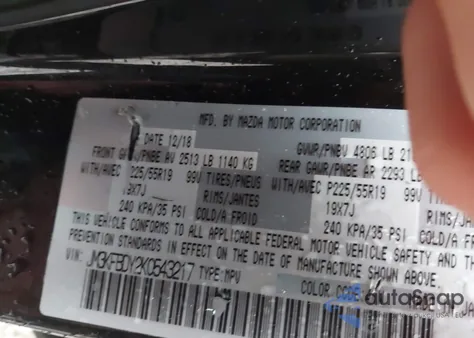 MFD. BY MAZDA MOTOR CORPORATION
DATE 12/18 GVWR/PNBV 4806 LB
FRONT GAWR/PNBE AV 2513 LB 1140 KG REAR GAWR/PNBE AR 2293
WITH/AVEC P225/55R19 99V TIRES/PNEUS WITH/AVEC P225/55R19 99V
19X7J RIMS/JANTES 19X7J RIMS/JA
240 KPA/35 PSI COLD/A FROID 240 KPA/35 PSI COLD/A
THIS VEHICLE CONFORMS TO ALL APPLICABLE FEDERAL MOTOR VEHICLE SAFETY AND
PREVENTION STANDARDS IN EFFECT ON THE DATE OF MANUFACTURE SHOWN ABOVE.
VIN: TYPE:MPV
COLOR CODE
autoSnap